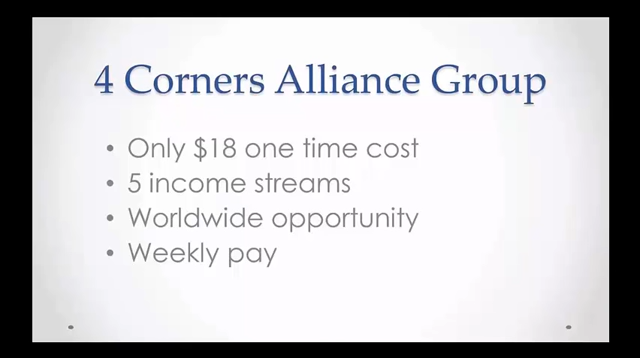 4 Corners Alliance Group
• Only $18 one time cost
• 5 income streams
• Worldwide opportunity
• Weekly pay